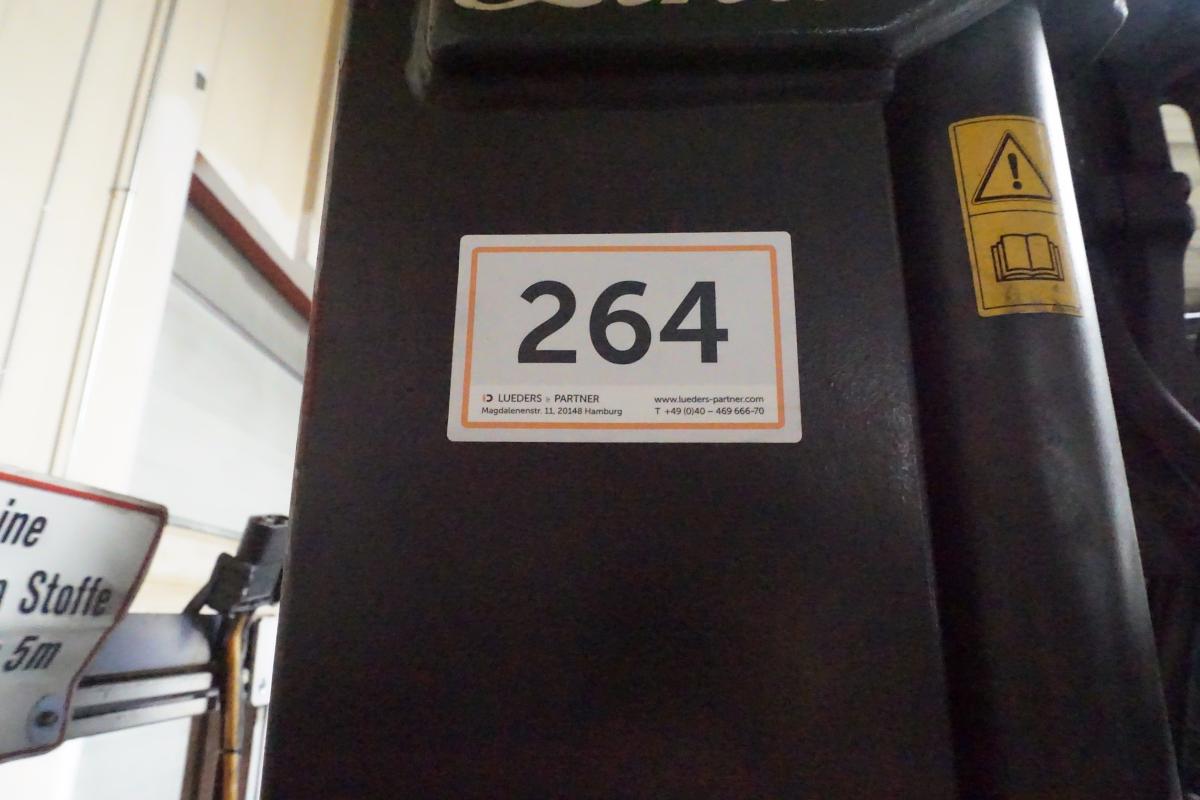 264
LUEDERS & PARTNER
Magdalenenstr. 11, 20148 Hamburg
www.lueders-partner.com
T +49 (0)40 – 469 666-70
ine
Stoffe
5m